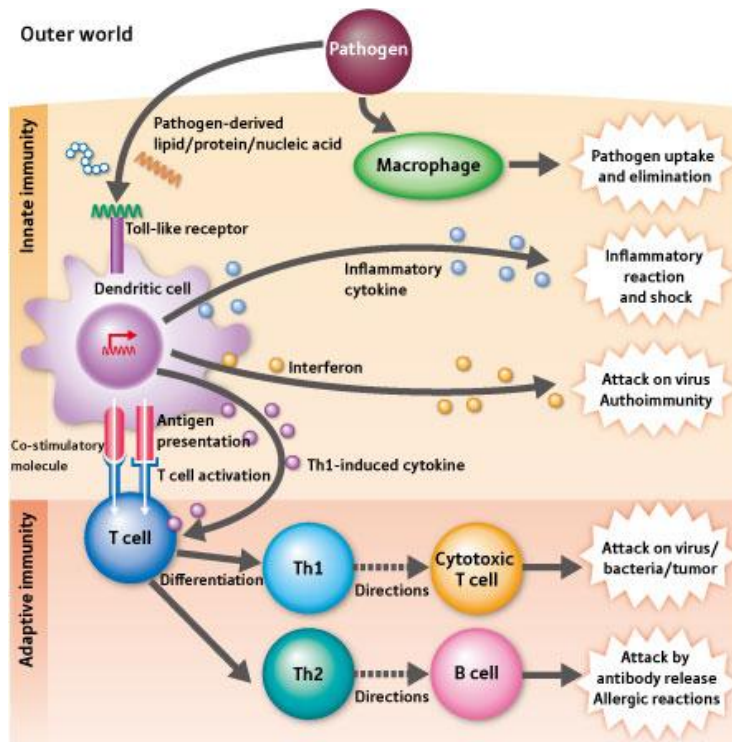 Outer world
Pathogen
Innate immunity
Pathogen-derived
lipid/protein/nucleic acid
Macrophage
Pathogen uptake
and elimination
Toll-like receptor
Dendritic cell
Inflammatory
cytokine
Inflammatory
reaction
and shock
Interferon
Attack on virus
Authoimmunity
Antigen
presentation
Co-stimulatory
molecule
T cell activation
Th1-induced cytokine
Adaptive immunity
T cell
Differentiation
Th1
Directions
Cytotoxic
T cell
Attack on virus/
bacteria/tumor
Th2
Directions
B cell
Attack by
antibody release
Allergic reactions